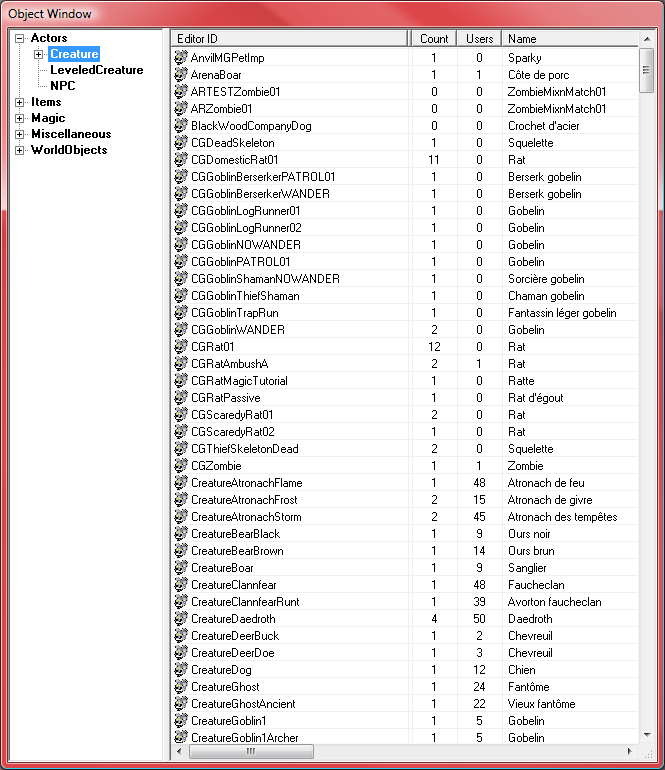 Object Window
Actors
Creature
LeveledCreature
NPC
Items
Magic
Miscellaneous
WorldObjects
Editor ID Count Users Name
AnvilMGPetImp 1 0 Sparky
ArenaBoar 1 1 Côte de porc
ARTESTZombie01 0 0 ZombieMixnMatch01
ARZombie01 0 0 ZombieMixnMatch01
BlackWoodCompanyDog 0 0 Crochet d'acier
CGDeadSkeleton 1 0 Squelette
CGDomesticRat01 11 0 Rat
CGGoblinBerserkerPATROL01 1 0 Berserk gobelin
CGGoblinBerserkerWANDER 1 0 Berserk gobelin
CGGoblinLogRunner01 1 0 Gobelin
CGGoblinLogRunner02 1 0 Gobelin
CGGoblinNOWANDER 1 0 Gobelin
CGGoblinPATROL01 1 0 Gobelin
CGGoblinShamanNOWANDER 1 0 Sorcière gobelin
CGGoblinThiefShaman 1 0 Chaman gobelin
CGGoblinTrapRun 1 0 Fantassin léger gobelin
CGGoblinWANDER 2 0 Gobelin
CGRat01 12 0 Rat
CGRatAmbushA 2 1 Rat
CGRatMagicTutorial 1 0 Ratte
CGRatPassive 1 0 Rat d'égout
CGScaredyRat01 2 0 Rat
CGScaredyRat02 1 0 Rat
CGThiefSkeletonDead 2 0 Squelette
CGZombie 1 1 Zombie
CreatureAtronachFlame 1 48 Atronach de feu
CreatureAtronachFrost 2 15 Atronach de givre
CreatureAtronachStorm 2 45 Atronach des tempêtes
CreatureBearBlack 1 9 Ours noir
CreatureBearBrown 1 14 Ours brun
CreatureBoar 1 9 Sanglier
CreatureClannfear 1 48 Faucheclan
CreatureClannfearRunt 1 39 Avorton faucheclan
CreatureDaedroth 4 50 Daedroth
CreatureDeerBuck 1 2 Chevreuil
CreatureDeerDoe 1 3 Chevreuil
CreatureDog 1 12 Chien
CreatureGhost 1 24 Fantôme
CreatureGhostAncient 1 22 Vieux fantôme
CreatureGoblin1 1 5 Gobelin
CreatureGoblin1Archer 1 5 Gobelin